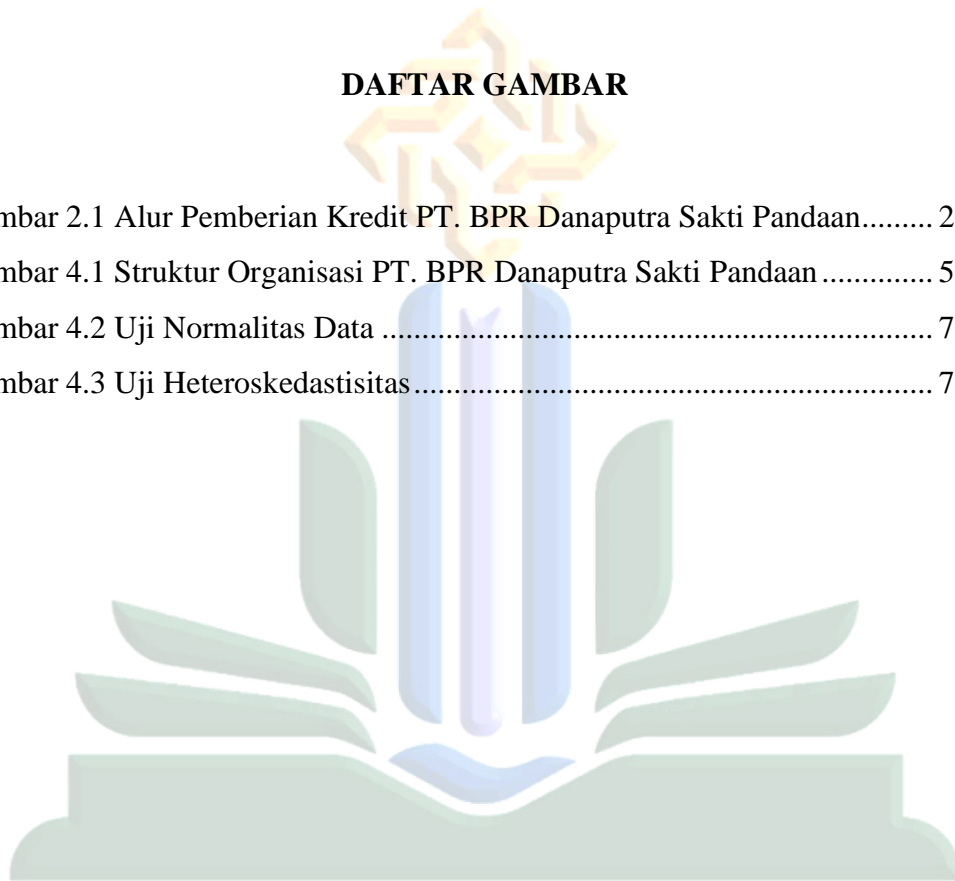 DAFTAR GAMBAR
mbar 2.1 Alur Pemberian Kredit PT. BPR Danaputra Sakti Pandaan......... 2
mbar 4.1 Struktur Organisasi PT. BPR Danaputra Sakti Pandaan .............. 5
mbar 4.2 Uji Normalitas Data ...................................................................... 7
mbar 4.3 Uji Heteroskedastisitas.................................................................. 7